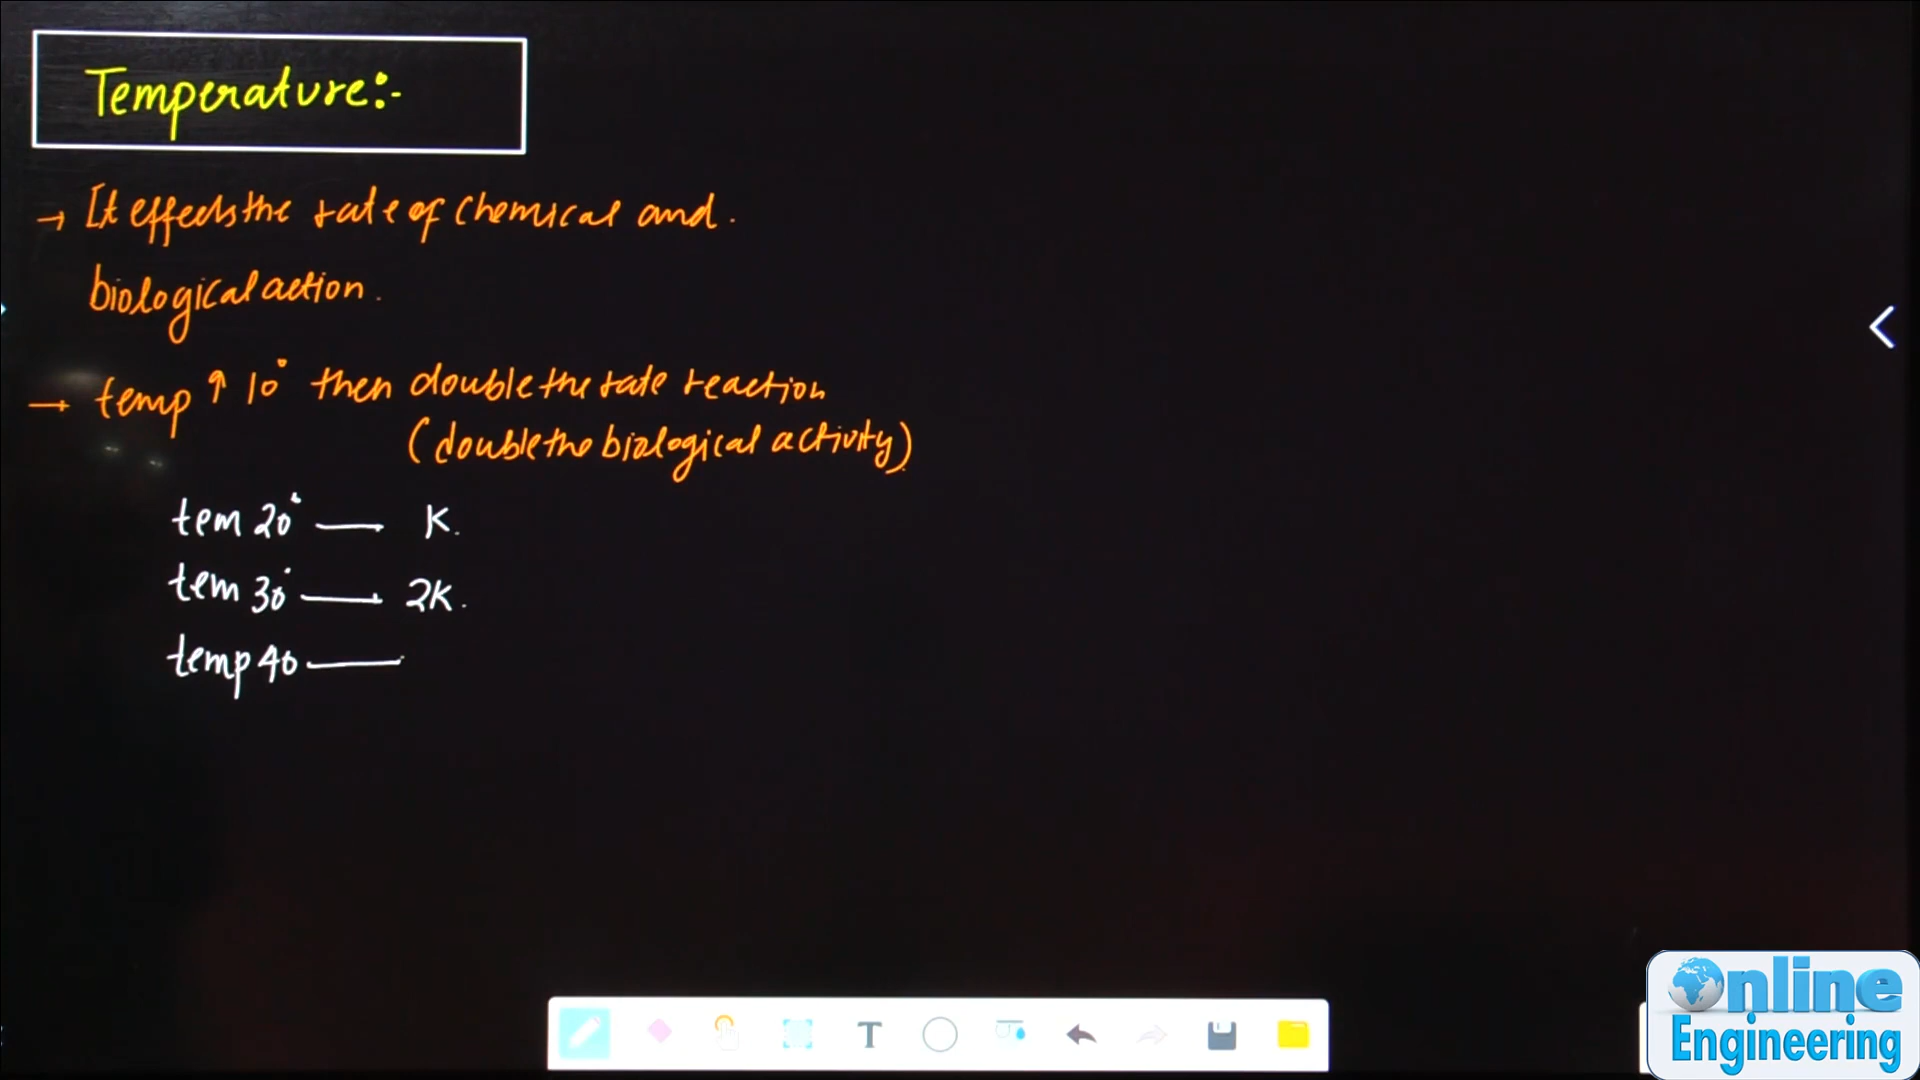 Temperature:-
→ It effects the rate of chemical and.
biological action.
→ temp ↑ 10° then double the rate reaction
(double the biological activity)
tem 20° — K.
tem 30° — 2K.
temp 40 —
T
Online
Engineering